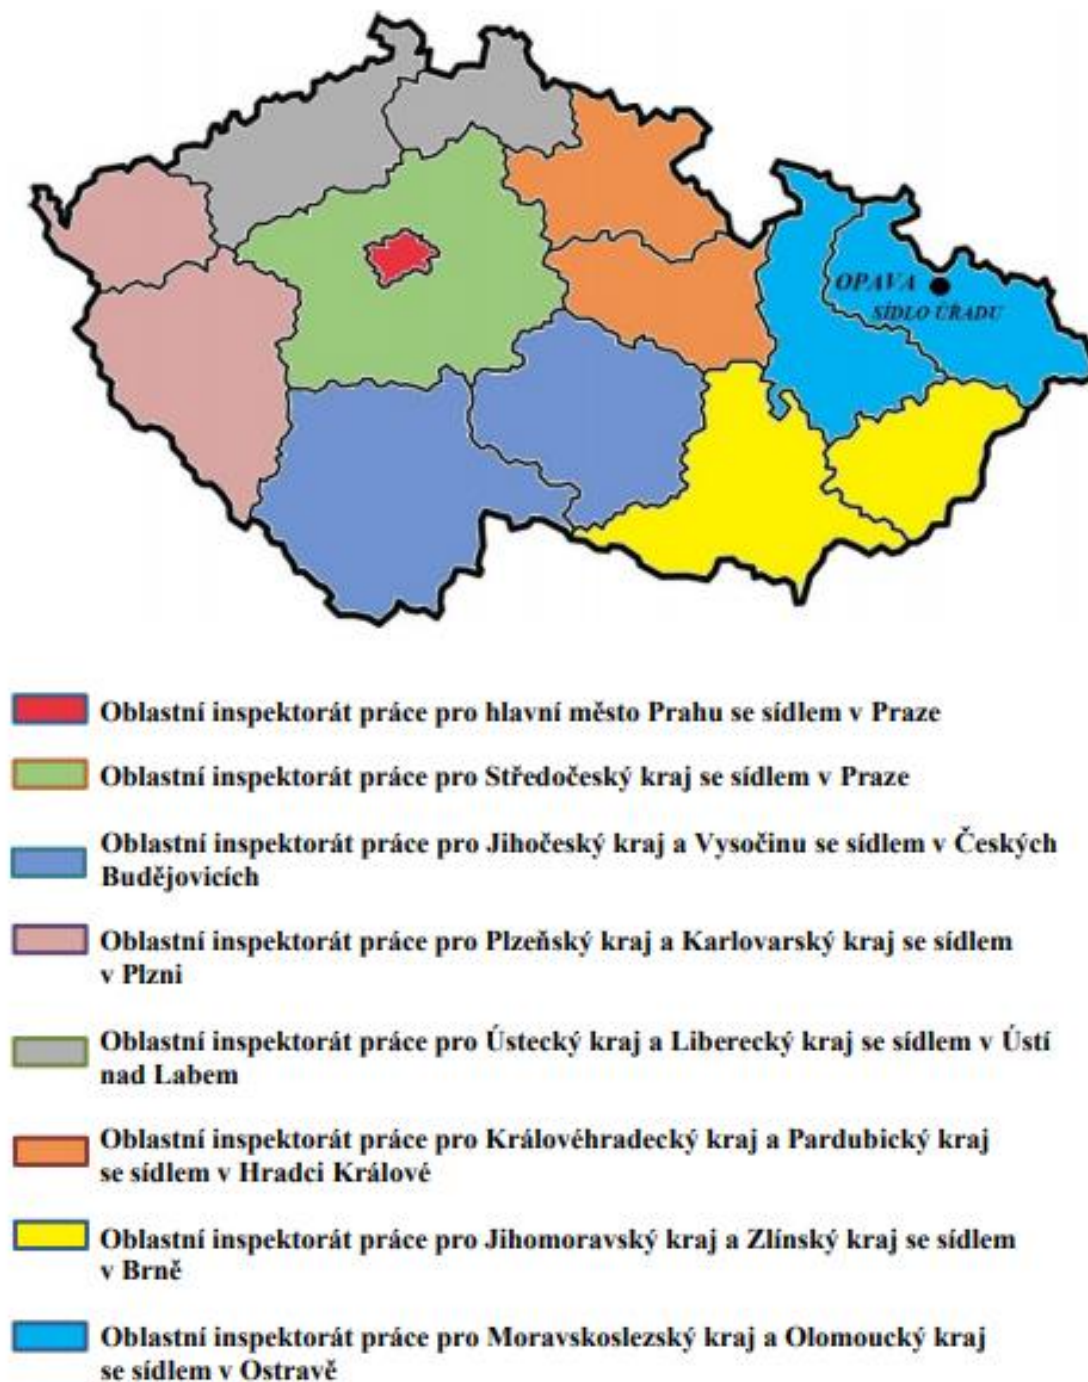 OPAVA
SÍDLO ÚŘADU
Oblastní inspektorát práce pro hlavní město Prahu se sídlem v Praze
Oblastní inspektorát práce pro Středočeský kraj se sídlem v Praze
Oblastní inspektorát práce pro Jihočeský kraj a Vysočinu se sídlem v Českých
Budějovicích
Oblastní inspektorát práce pro Plzeňský kraj a Karlovarský kraj se sídlem
v Plzni
Oblastní inspektorát práce pro Ústecký kraj a Liberecký kraj se sídlem v Ústí
nad Labem
Oblastní inspektorát práce pro Královéhradecký kraj a Pardubický kraj
se sídlem v Hradci Králové
Oblastní inspektorát práce pro Jihomoravský kraj a Zlínský kraj se sídlem
v Brně
Oblastní inspektorát práce pro Moravskoslezský kraj a Olomoucký kraj
se sídlem v Ostravě